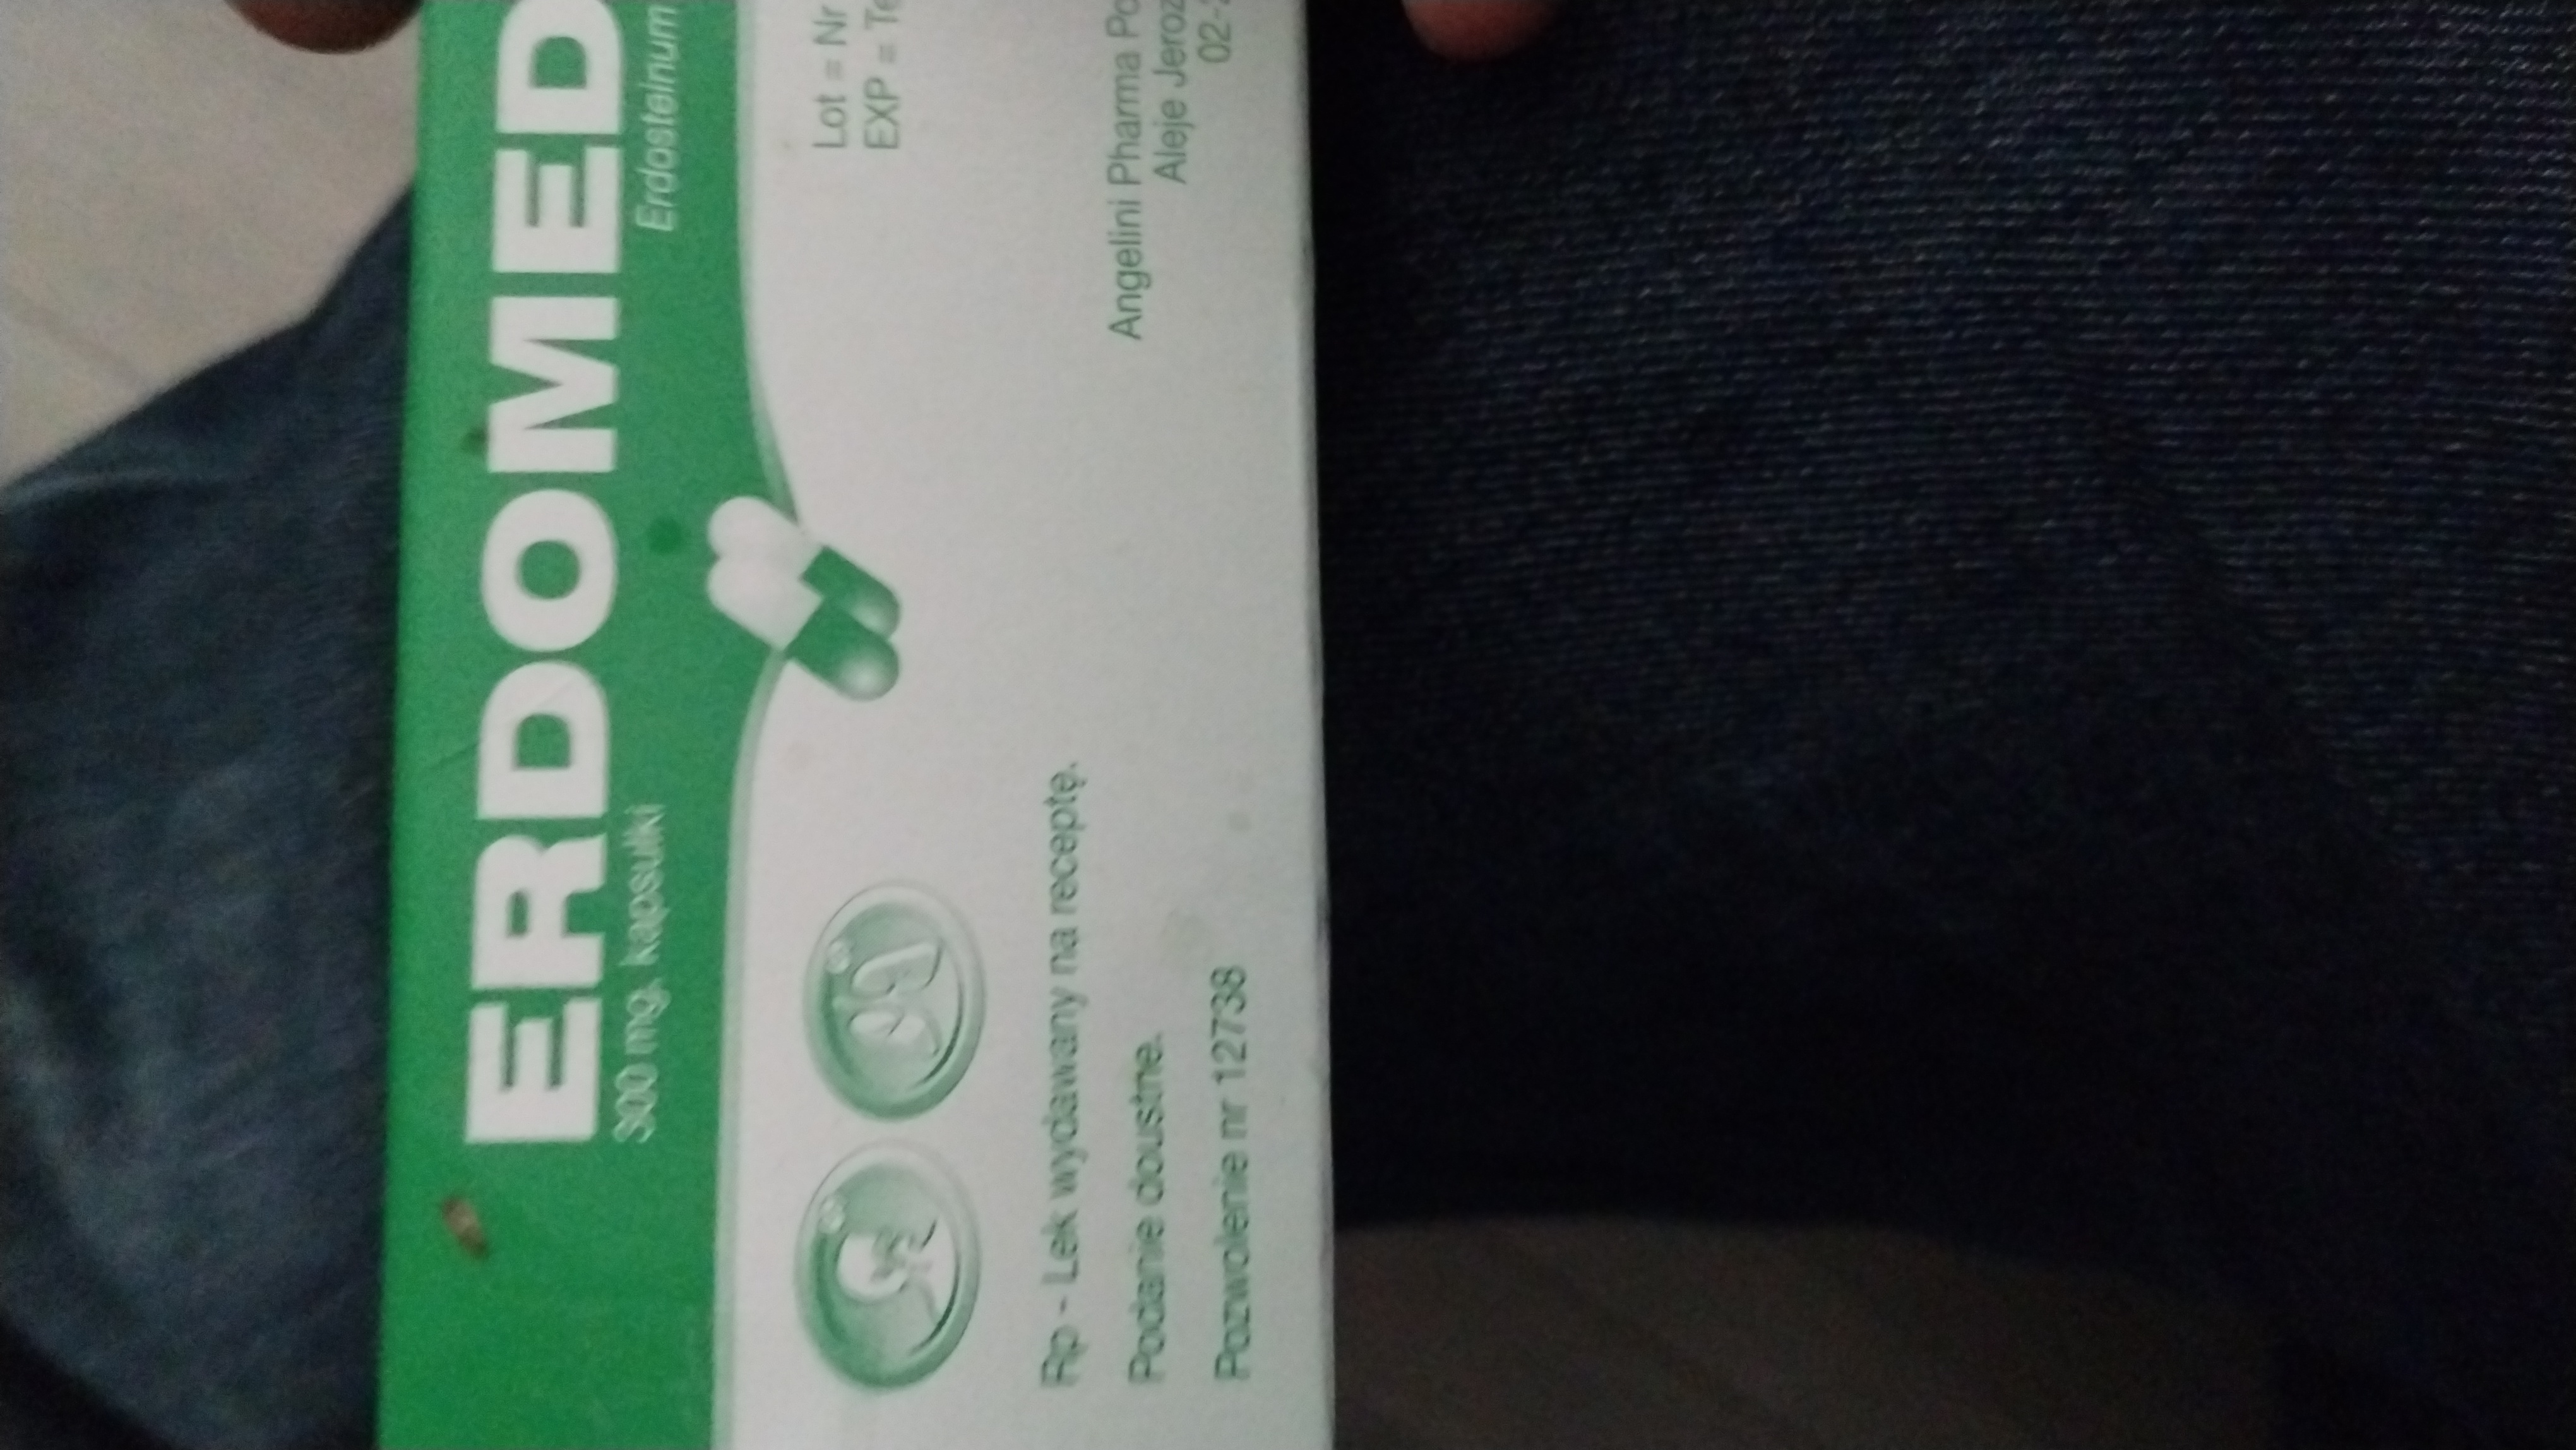 ERDOMED
300 mg, kapsułki
Erdosteinum
Lot = Nr
EXP =
Rp - Lek wydawany na receptę.
Podanie doustne.
Pozwolenie nr 12738
Angelini Pharma
Aleje